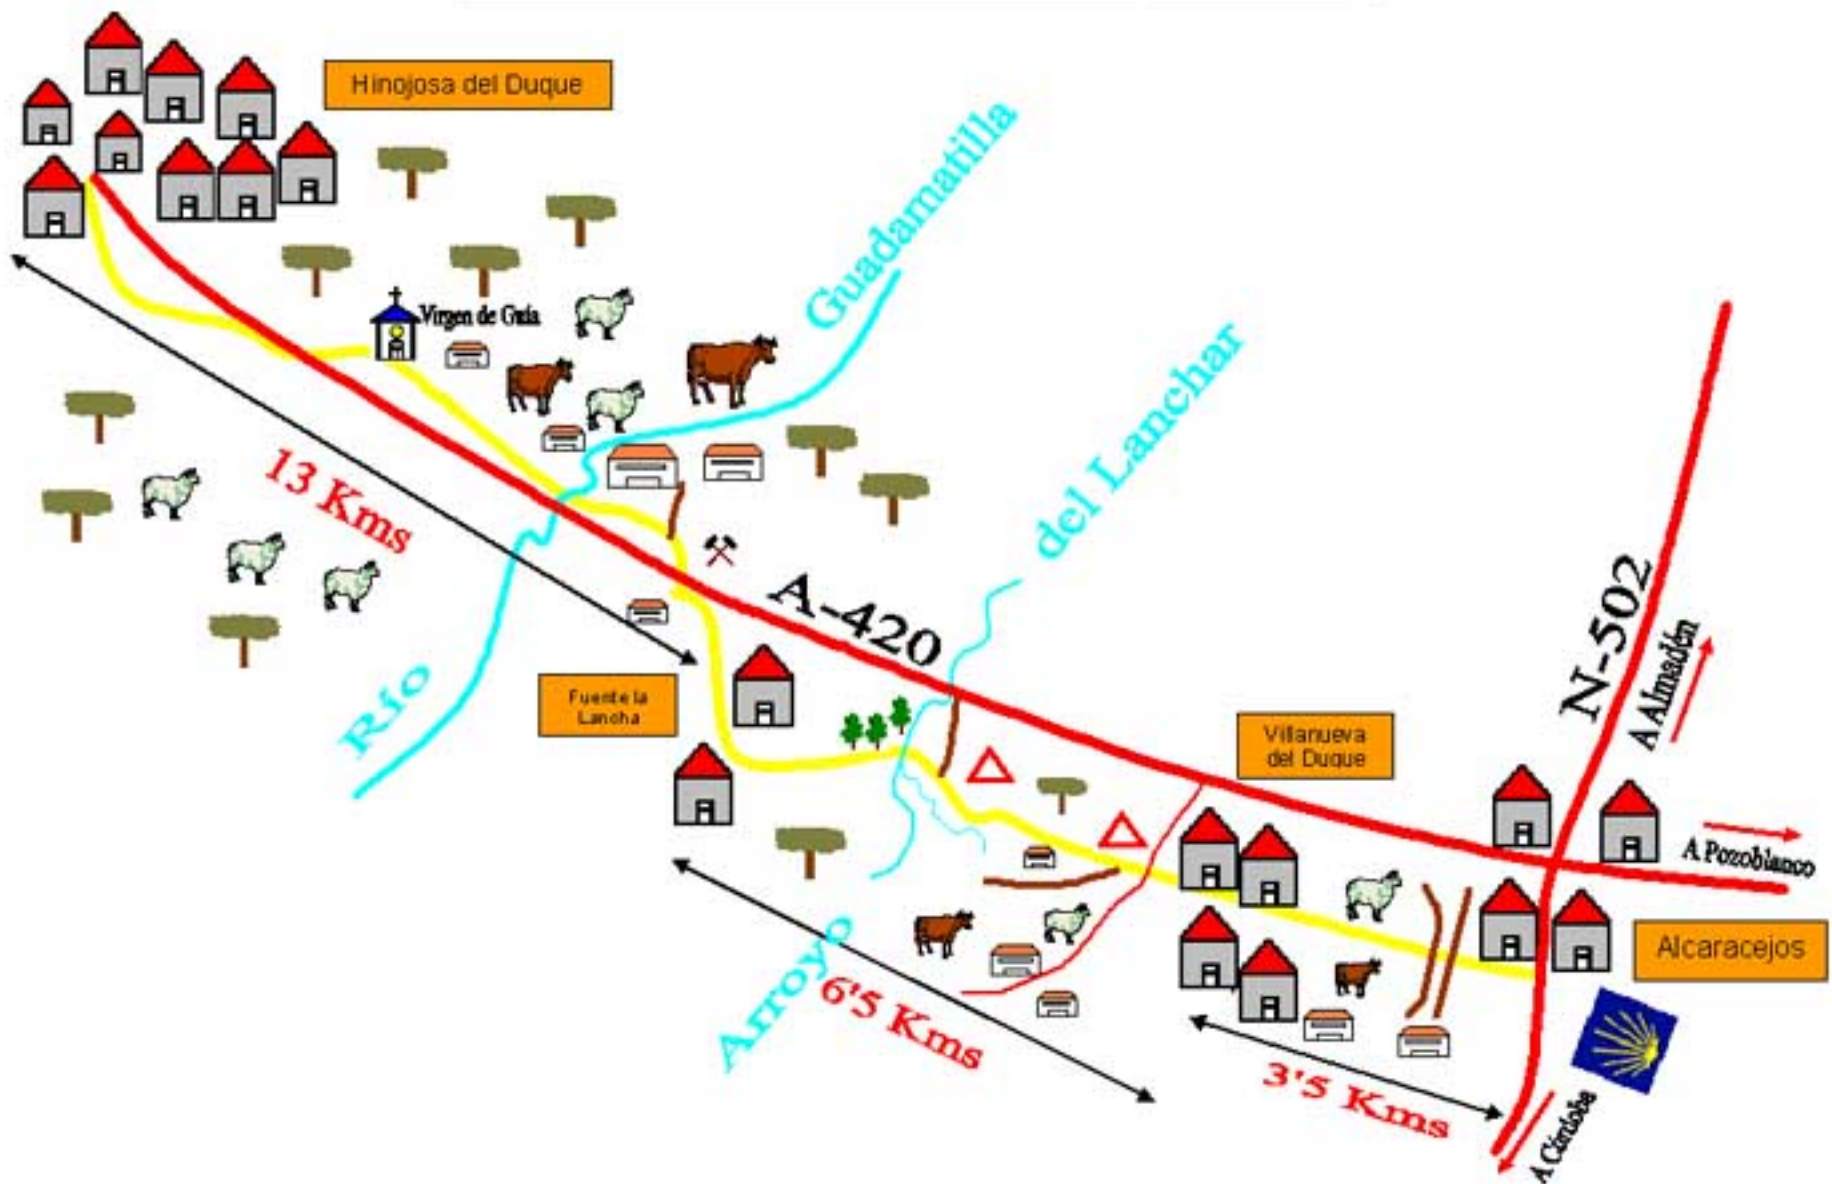 Hinojosa del Duque
Guadamatilla
Virgen de Guía
del Lanchar
13 Kms
A-420
N-502
A Almadén
Río
Fuente la
Lancha
Villanueva
del Duque
A Pozoblanco
Alcaracejos
Arroyo
6'5 Kms
3'5 Kms
A Córdoba